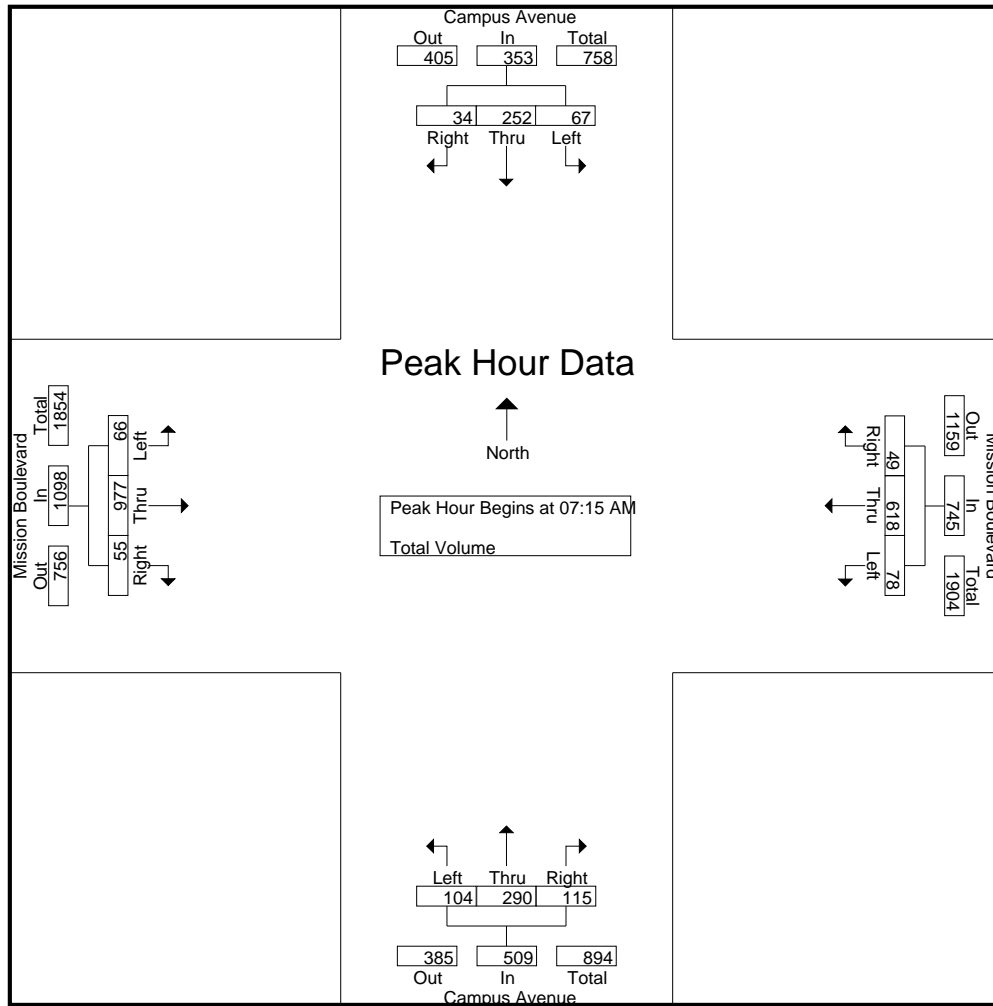 Campus Avenue
Out In Total
405 353 758
34 252 67
Right Thru Left
Peak Hour Data
North
Peak Hour Begins at 07:15 AM
Total Volume
Mission Boulevard
Total In Out
1854 1098 756
66 977 55
Left Thru Right
Mission Boulevard
Out In Total
1159 745 1904
Right Thru Left
49 618 78
Left Thru Right
104 290 115
385 509 894
Out In Total
Campus Avenue